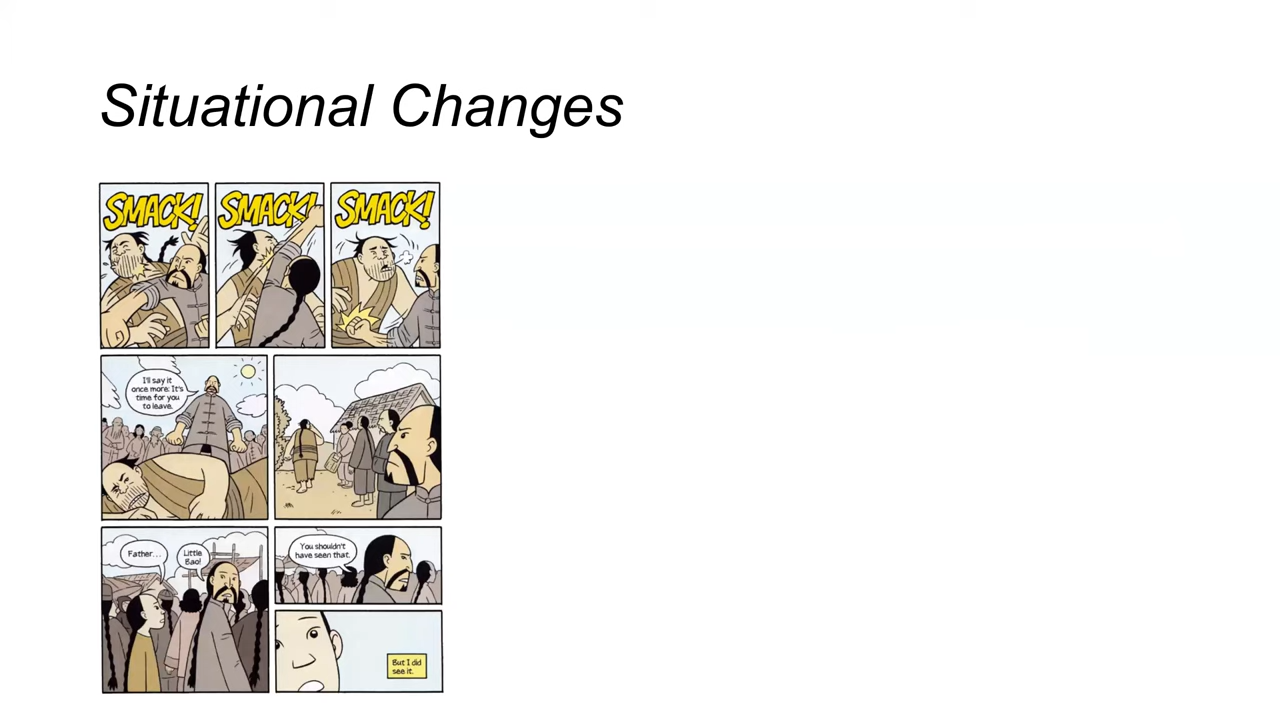 Situational Changes
SMACK!
SMACK!
SMACK!
I'll say it
once more: It's
time for you
to leave.
Father...
Little
Bao!
You shouldn't
have seen that.
But I did
see it.